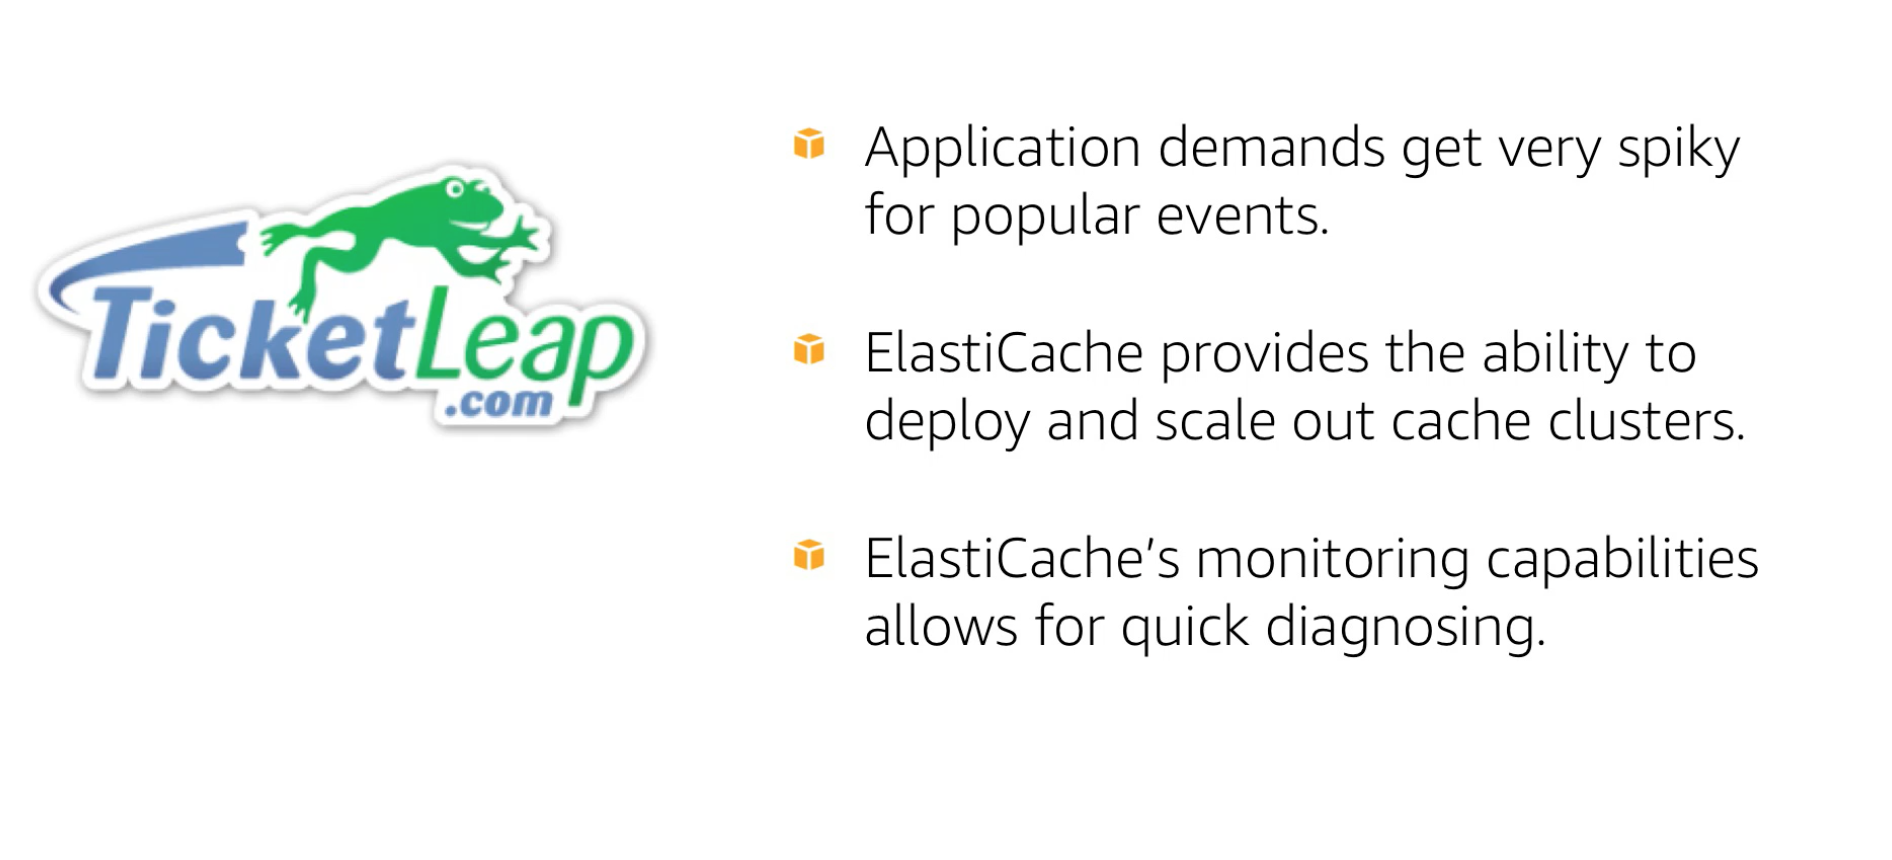 TicketLeap
.com
Application demands get very spiky
for popular events.
ElastiCache provides the ability to
deploy and scale out cache clusters.
ElastiCache’s monitoring capabilities
allows for quick diagnosing.